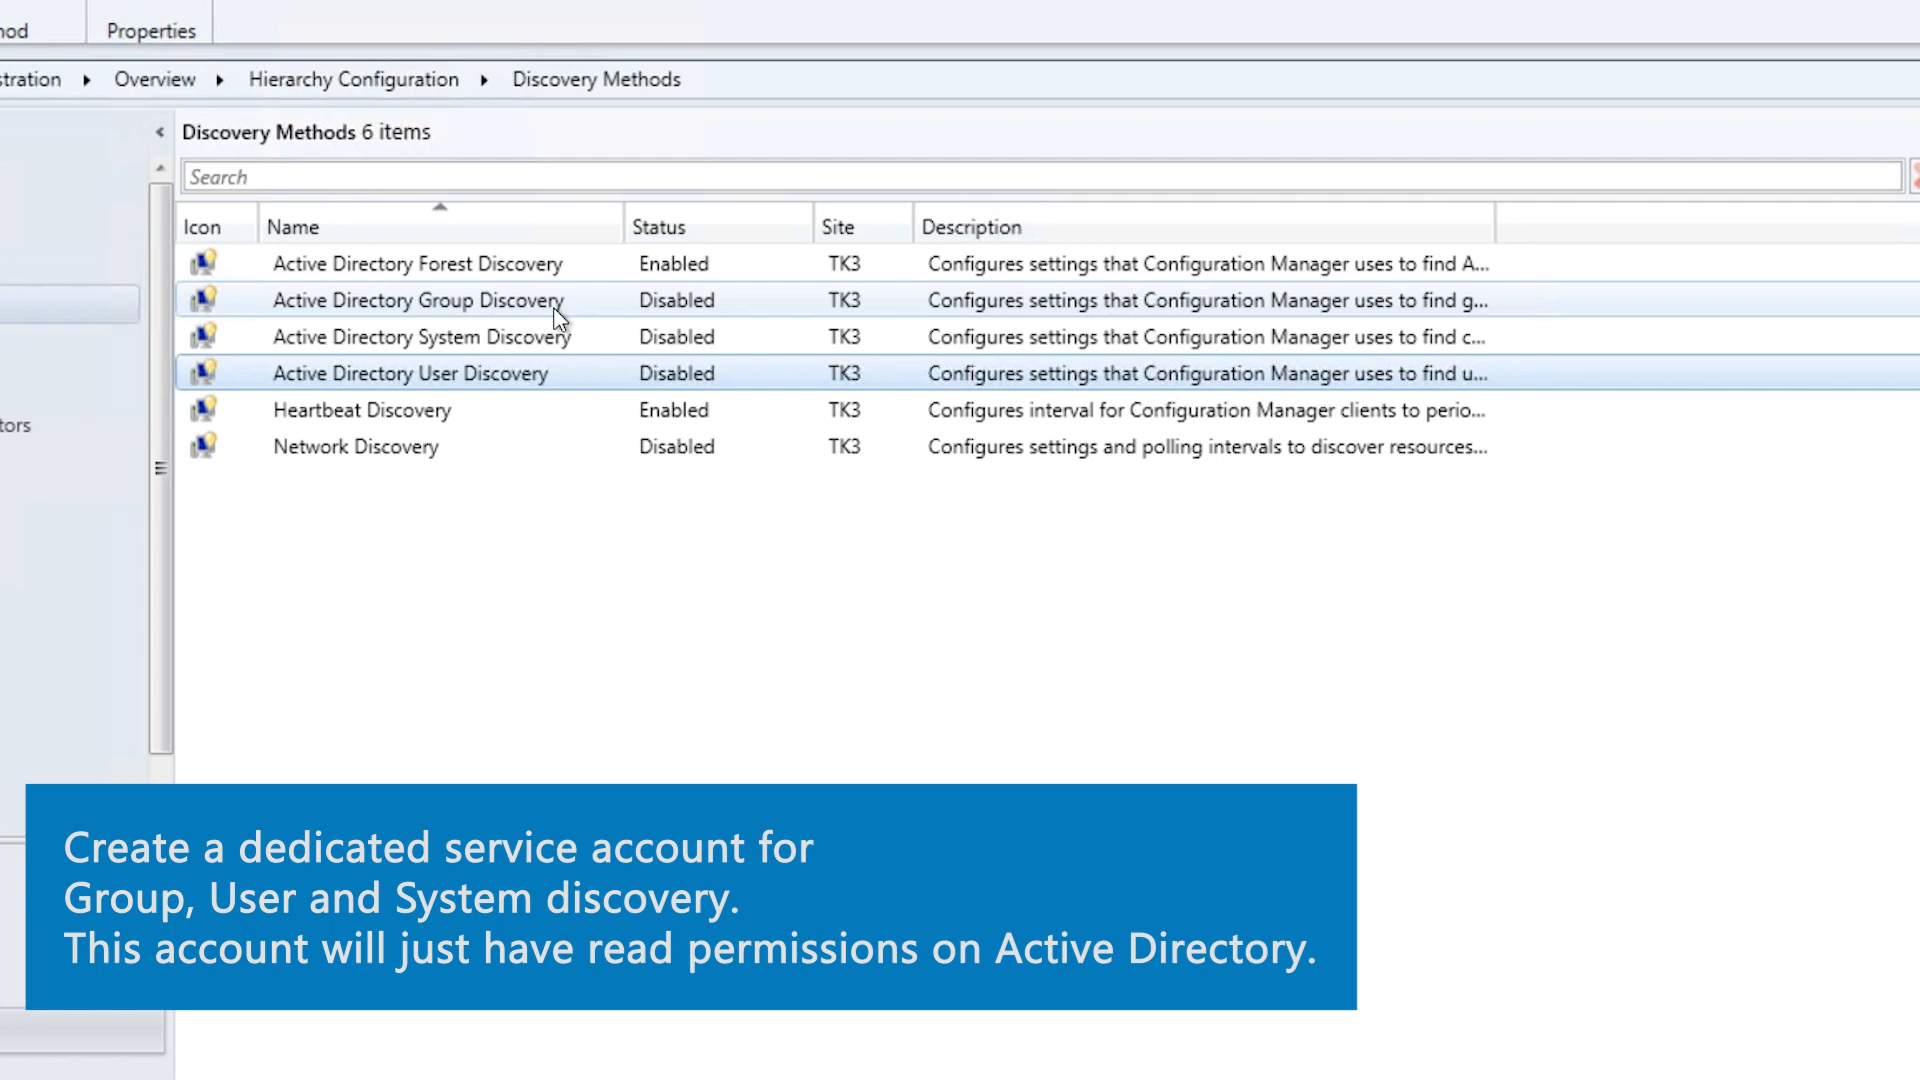 nod
Properties
stration ▸ Overview ▸ Hierarchy Configuration ▸ Discovery Methods
Discovery Methods 6 items
Search
Icon Name Status Site Description
Active Directory Forest Discovery Enabled TK3 Configures settings that Configuration Manager uses to find A...
Active Directory Group Discovery Disabled TK3 Configures settings that Configuration Manager uses to find g...
Active Directory System Discovery Disabled TK3 Configures settings that Configuration Manager uses to find c...
Active Directory User Discovery Disabled TK3 Configures settings that Configuration Manager uses to find u...
Heartbeat Discovery Enabled TK3 Configures interval for Configuration Manager clients to perio...
tors
Network Discovery Disabled TK3 Configures settings and polling intervals to discover resources...
Create a dedicated service account for
Group, User and System discovery.
This account will just have read permissions on Active Directory.